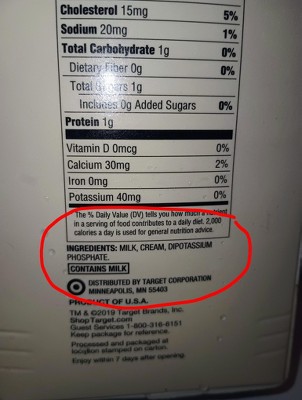 Cholesterol 15mg 5%
Sodium 20mg 1%
Total Carbohydrate 1g 0%
Dietary Fiber 0g 0%
Total Sugars 1g
Includes 0g Added Sugars 0%
Protein 1g
Vitamin D 0mcg 0%
Calcium 30mg 2%
Iron 0mg 0%
Potassium 40mg 0%
The % Daily Value (DV) tells you how much a nutrient
in a serving of food contributes to a daily diet. 2,000
calories a day is used for general nutrition advice.
INGREDIENTS: MILK, CREAM, DIPOTASSIUM
PHOSPHATE.
CONTAINS MILK
DISTRIBUTED BY TARGET CORPORATION
MINNEAPOLIS, MN 55403
PRODUCT OF U.S.A.
TM & ©2019 Target Brands, Inc.
ShopTarget.com
Guest Services 1-800-316-6151
Keep package for reference.
Processed and packaged at
location stamped on carton.
Enjoy within 7 days after opening.